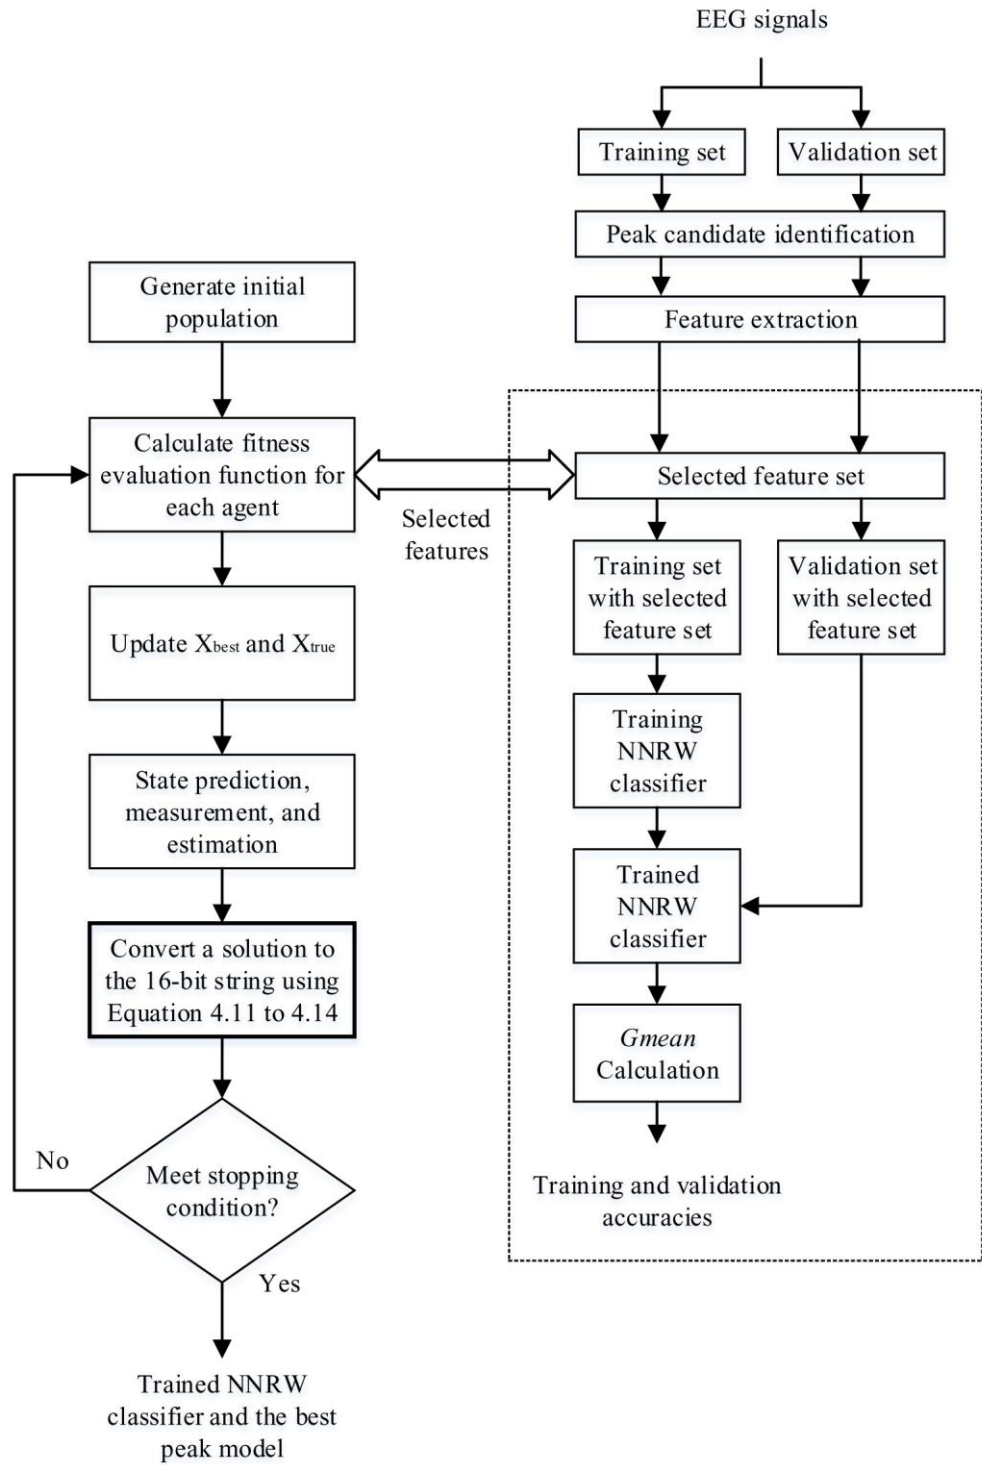 EEG signals
Training set
Validation set
Peak candidate identification
Feature extraction
Generate initial
population
Calculate fitness
evaluation function for
each agent
Selected
features
Selected feature set
Training set
with selected
feature set
Validation set
with selected
feature set
Update Xbest and Xtrue
Training
NNRW
classifier
State prediction,
measurement, and
estimation
Trained
NNRW
classifier
Convert a solution to
the 16-bit string using
Equation 4.11 to 4.14
Gmean
Calculation
No
Meet stopping
condition?
Training and validation
accuracies
Yes
Trained NNRW
classifier and the best
peak model